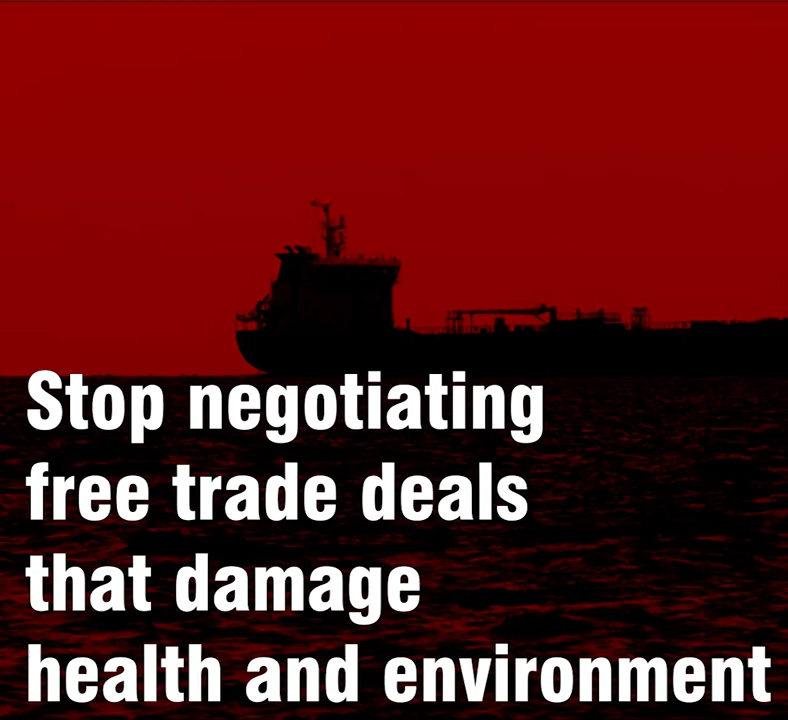 Stop negotiating
free trade deals
that damage
health and environment